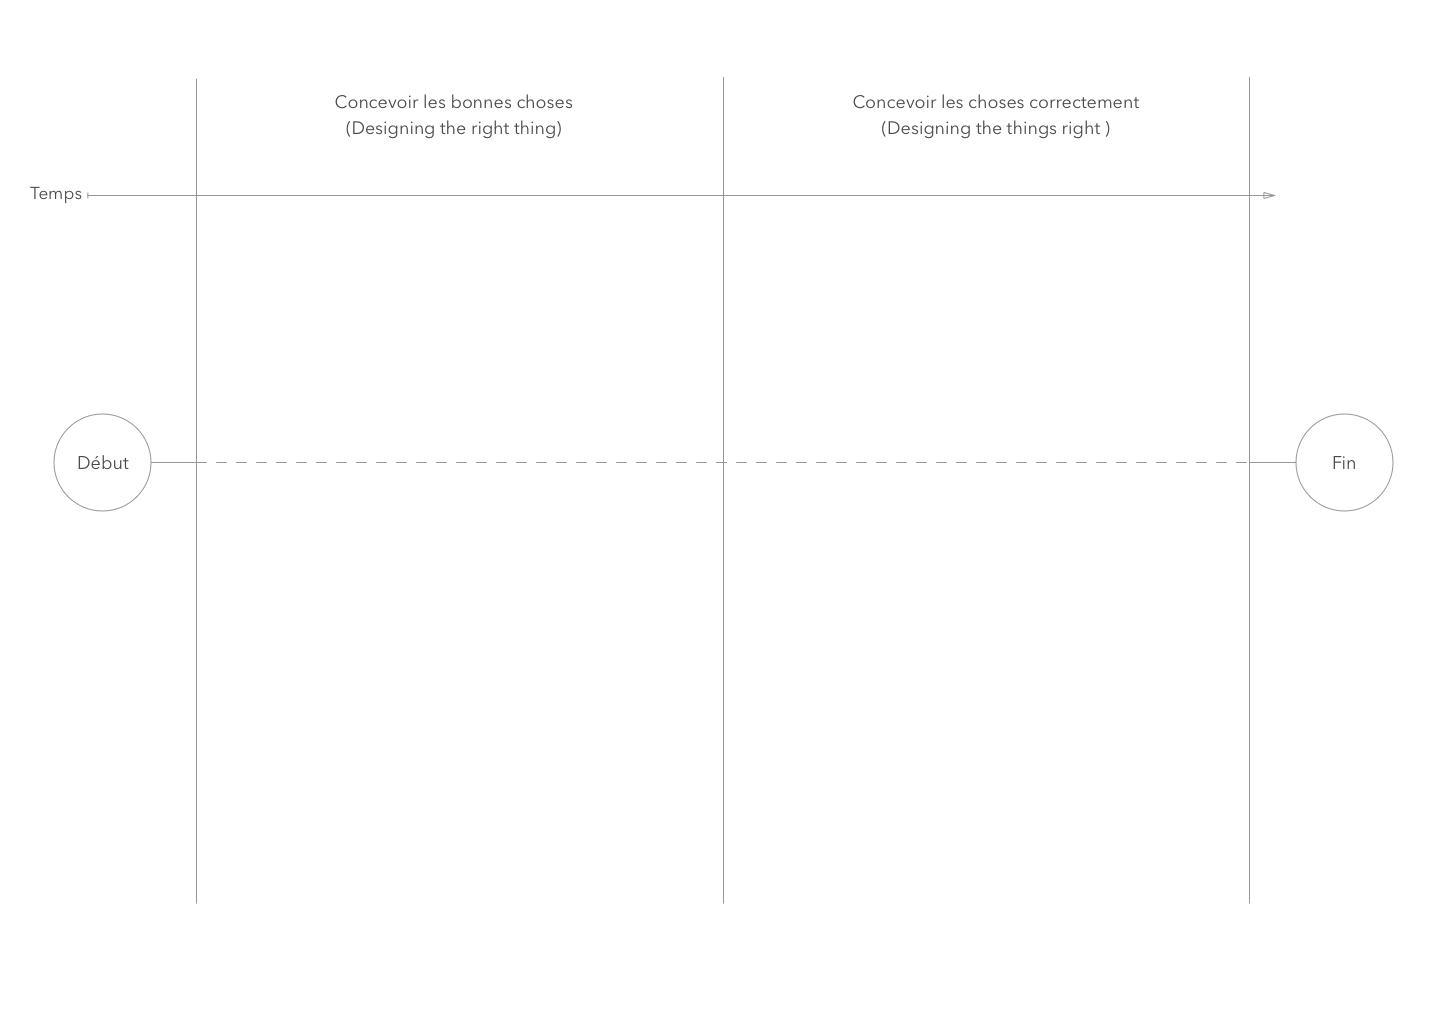 Concevoir les bonnes choses
(Designing the right thing)
Concevoir les choses correctement
(Designing the things right )
Temps
Début
Fin